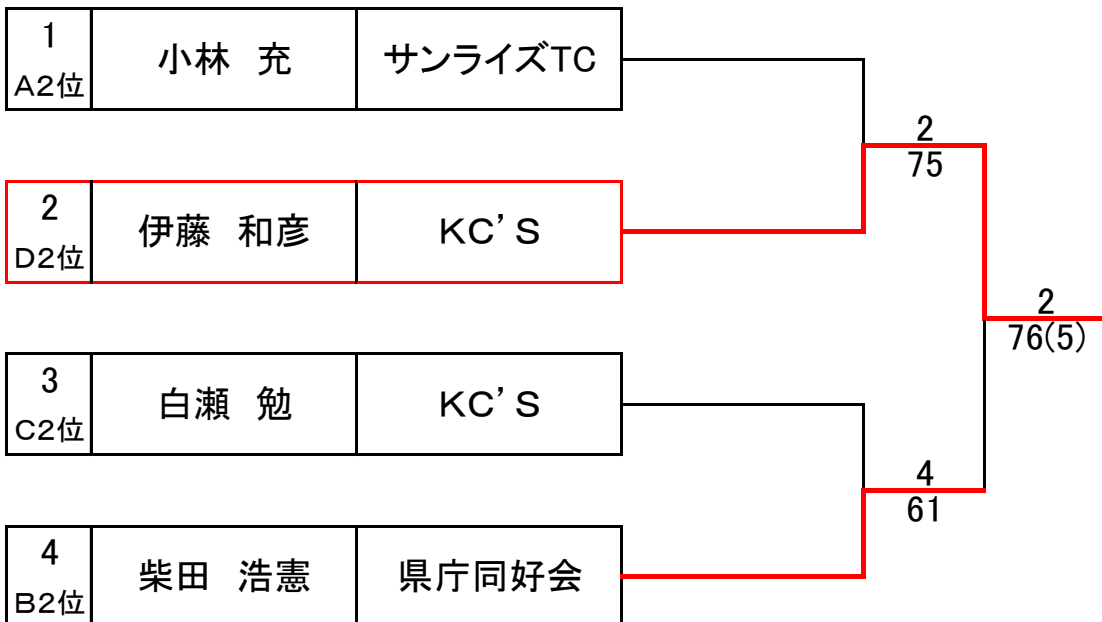 1
A2位
小林　充
サンライズTC
2
75
2
D2位
伊藤　和彦
ＫＣ’Ｓ
2
76(5)
3
C2位
白瀬　勉
ＫＣ’Ｓ
4
61
4
B2位
柴田　浩憲
県庁同好会